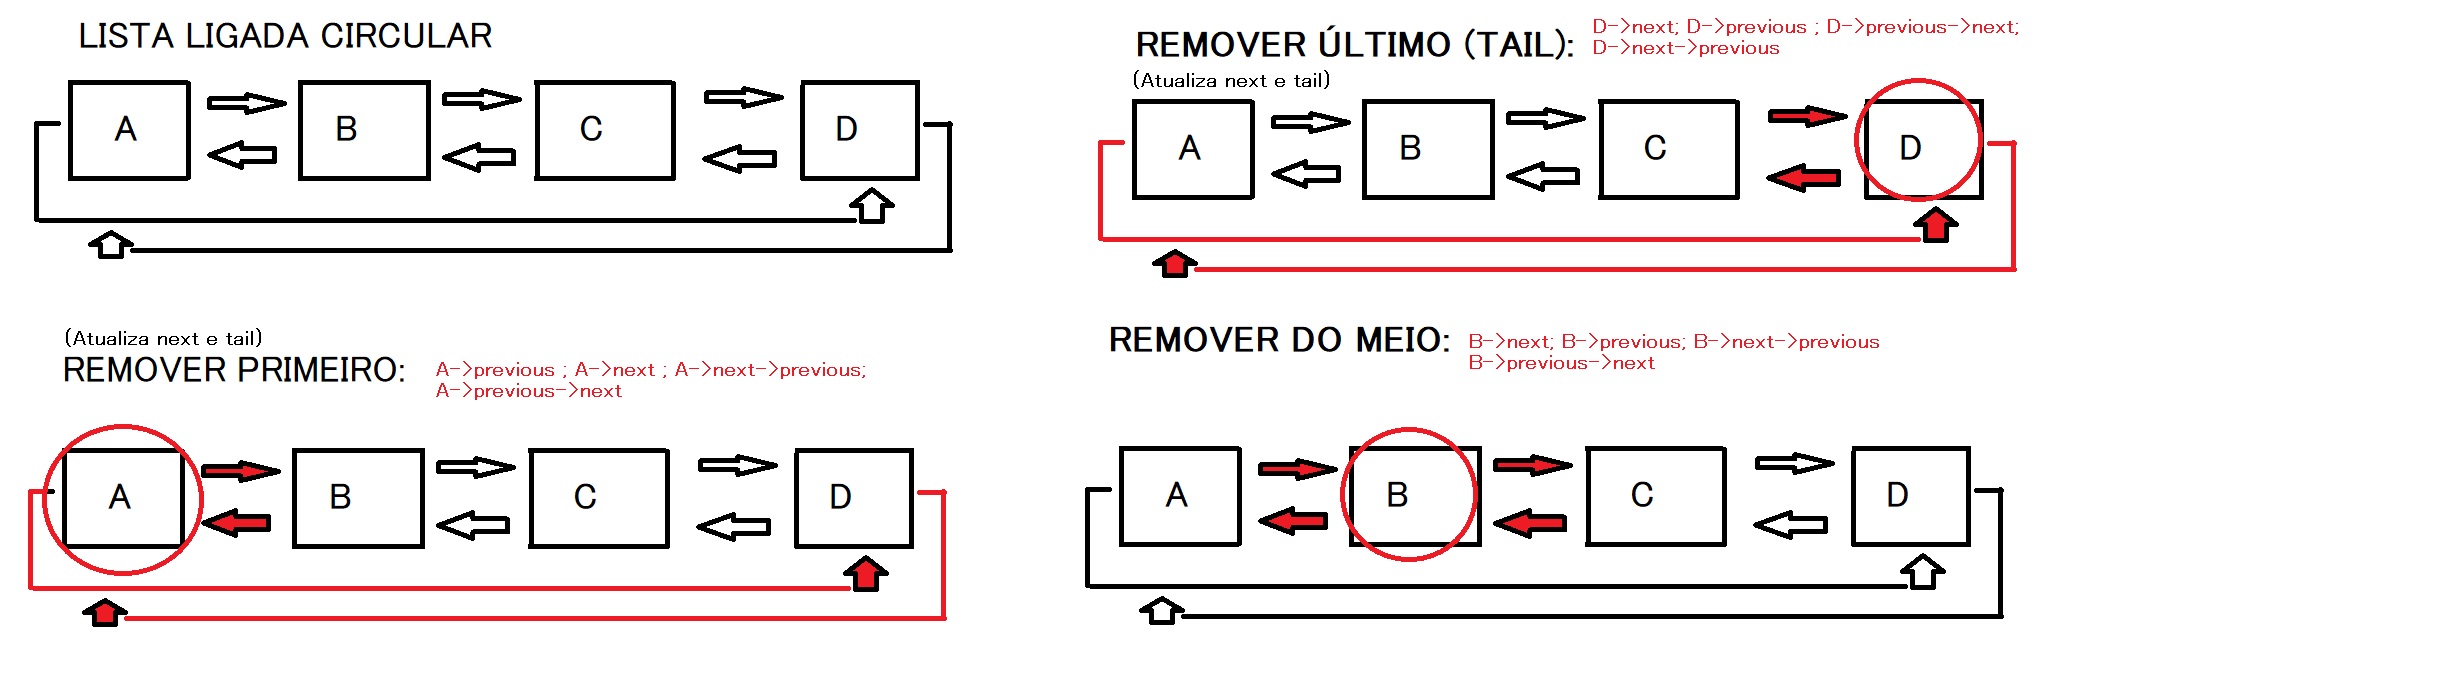 LISTA LIGADA CIRCULAR
A
B
C
D
REMOVER ÚLTIMO (TAIL):
D->next; D->previous ; D->previous->next;
D->next->previous
(Atualiza next e tail)
A
B
C
D
(Atualiza next e tail)
REMOVER PRIMEIRO:
A->previous ; A->next ; A->next->previous;
A->previous->next
A
B
C
D
REMOVER DO MEIO:
B->next; B->previous; B->next->previous
B->previous->next
A
B
C
D